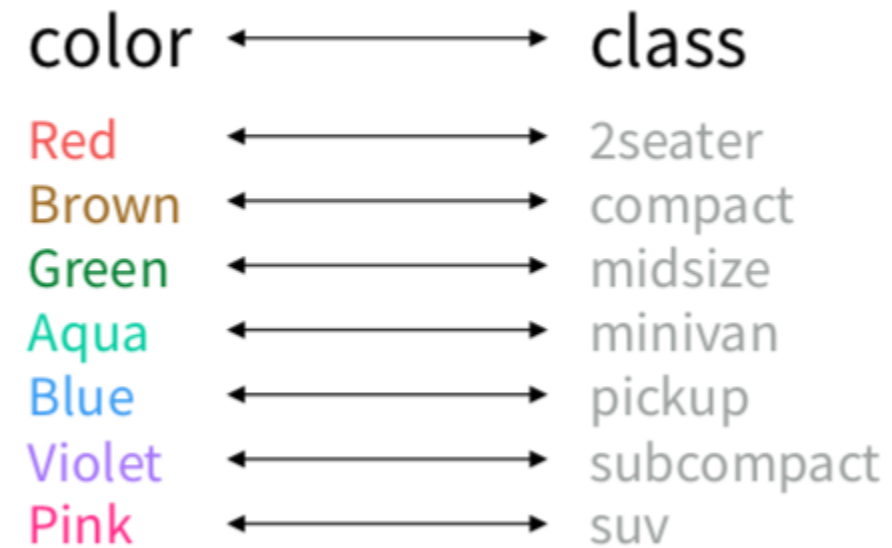 color class
Red 2seater
Brown compact
Green midsize
Aqua minivan
Blue pickup
Violet subcompact
Pink suv